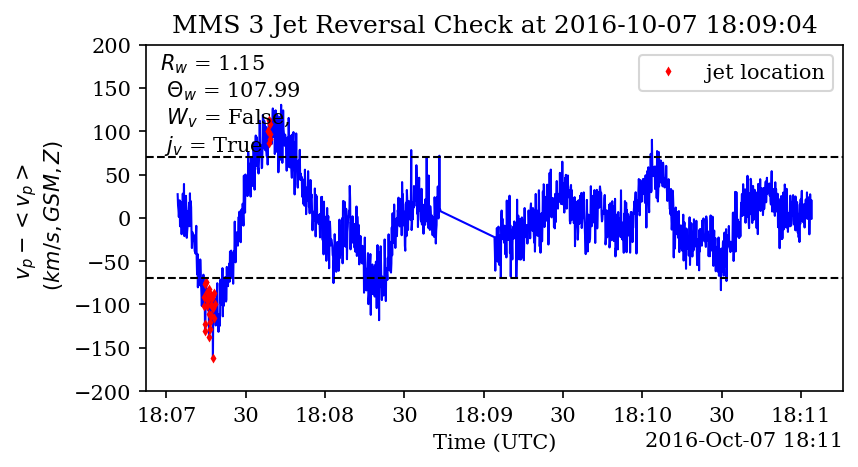 MMS 3 Jet Reversal Check at 2016-10-07 18:09:04
R_w = 1.15
Θ_w = 107.99
W_v = False,
j_v = True
jet location
v_p − < v_p >
(km/s, GSM, Z)
200
150
100
50
0
−50
−100
−150
−200
18:07 30 18:08 30 18:09 30 18:10 30 18:11
Time (UTC)
2016-Oct-07 18:11